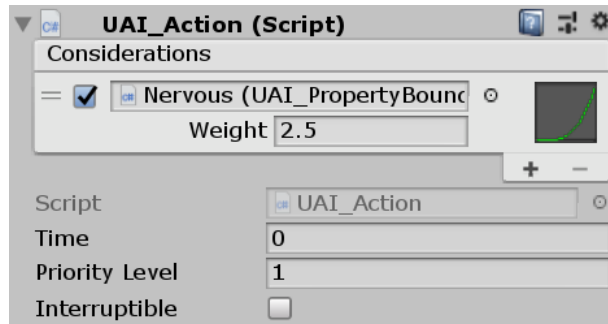 UAI_Action (Script)
Considerations
Nervous (UAI_PropertyBounc
Weight 2.5
Script UAI_Action
Time 0
Priority Level 1
Interruptible